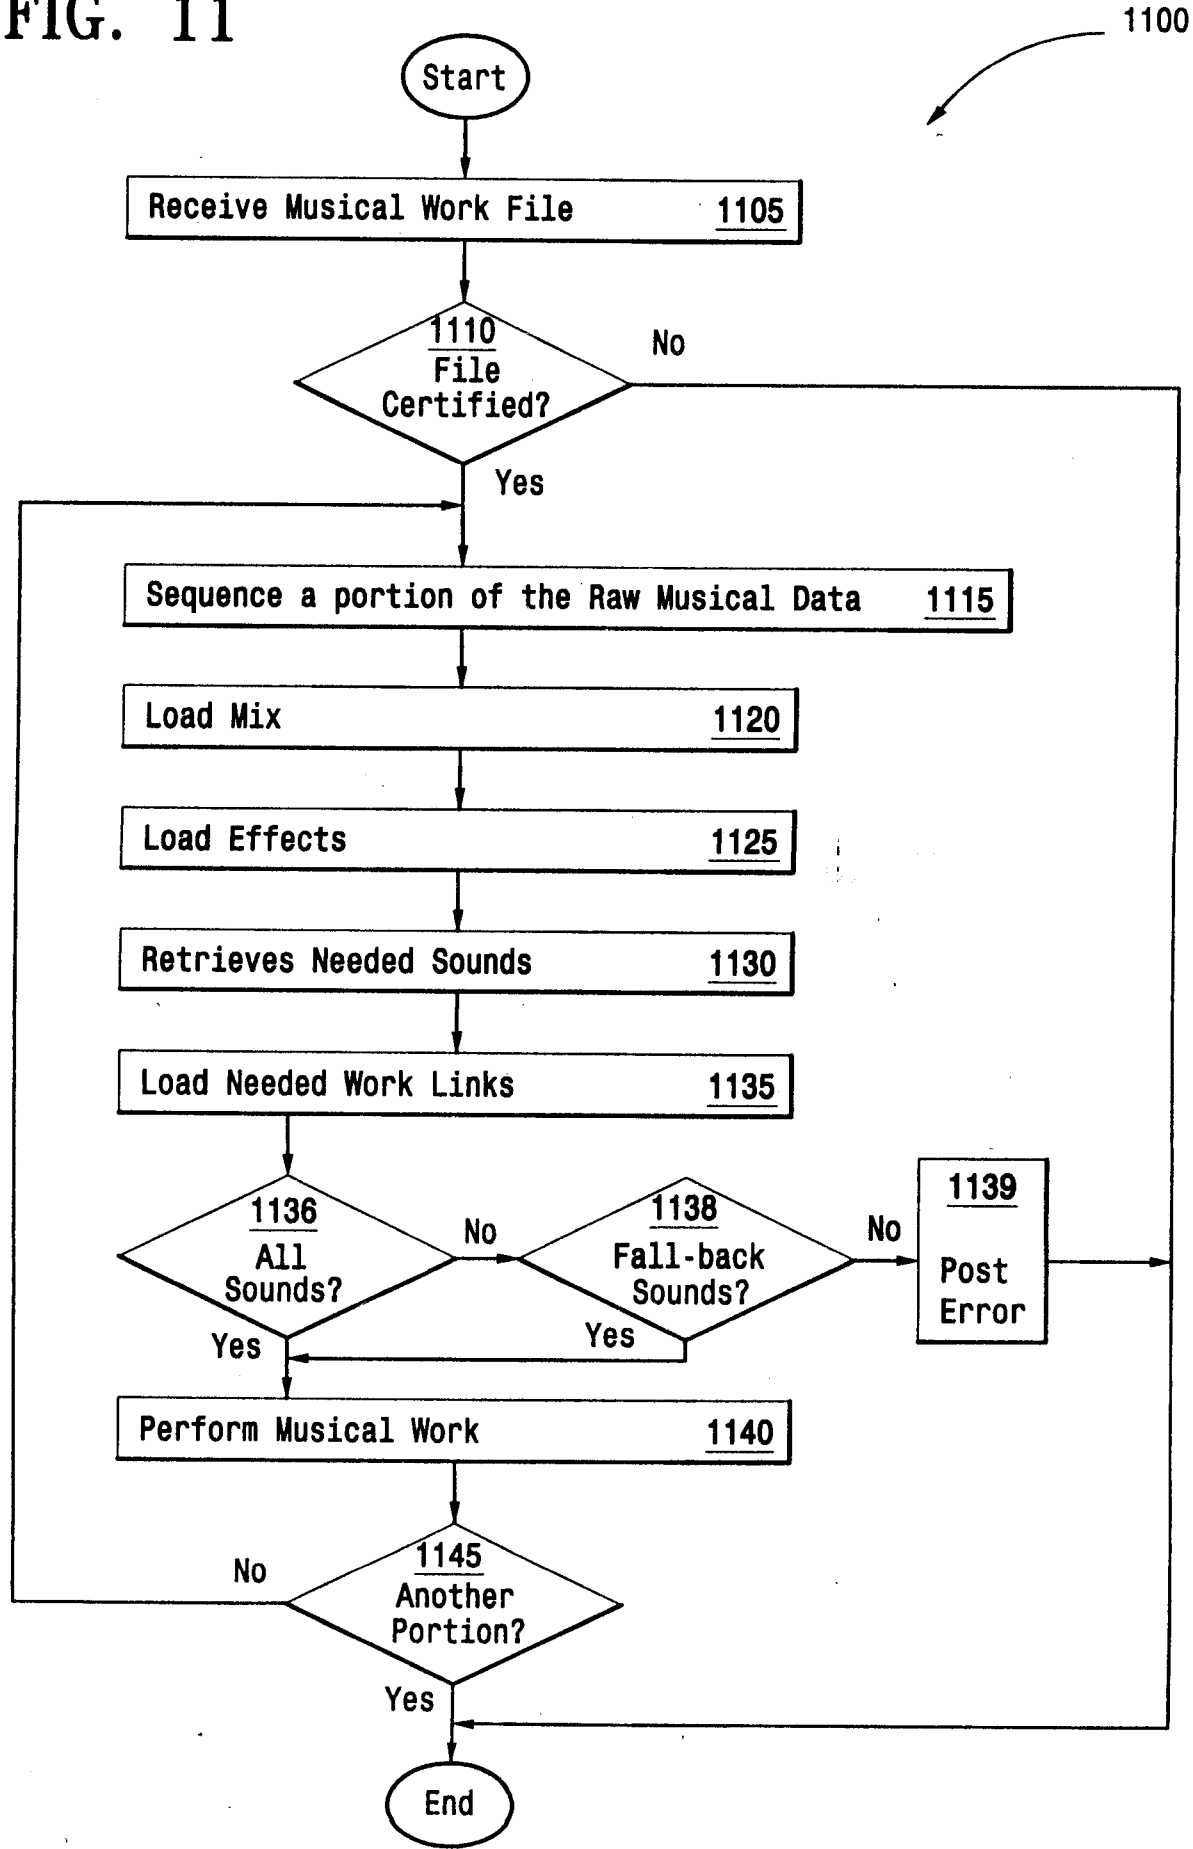 FIG. 11
1100
Start
Receive Musical Work File 1105
1110
File
Certified?
No
Yes
Sequence a portion of the Raw Musical Data 1115
Load Mix 1120
Load Effects 1125
Retrieves Needed Sounds 1130
Load Needed Work Links 1135
1136
All
Sounds?
No
Yes
1138
Fall-back
Sounds?
No
Yes
1139
Post
Error
Perform Musical Work 1140
1145
Another
Portion?
No
Yes
End